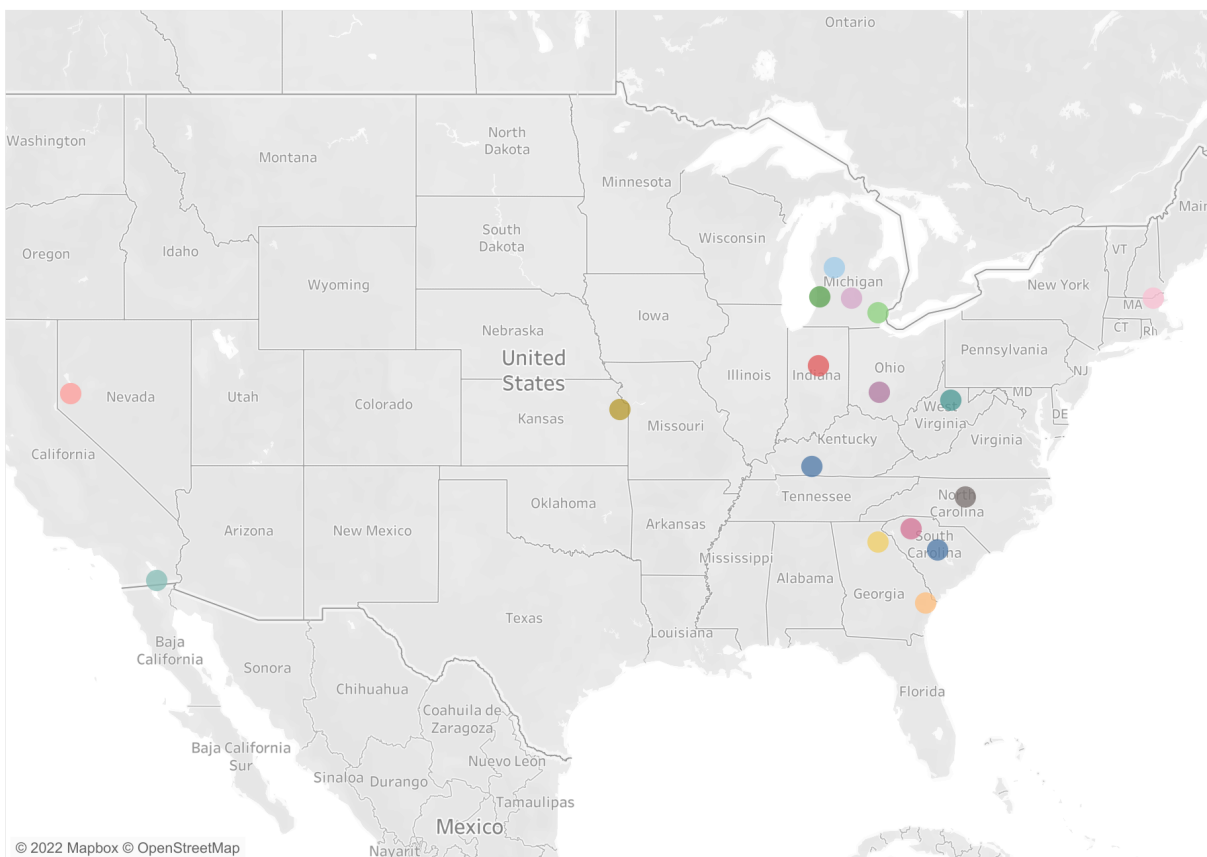 Ontario
Washington
North
Dakota
Montana
Minnesota
Main
Oregon
Idaho
South
Dakota
Wisconsin
VT
Wyoming
Michigan
New York
MA
Iowa
CT
Rh
Nebraska
Pennsylvania
United
States
Nevada
Utah
Colorado
Kansas
Illinois
Indiana
Ohio
NJ
MD
DE
West
Virginia
Missouri
Kentucky
Virginia
California
Oklahoma
Tennessee
North
Carolina
Arizona
New Mexico
Arkansas
South
Carolina
Mississippi
Alabama
Georgia
Texas
Louisiana
Baja
California
Sonora
Chihuahua
Florida
Coahuila de
Zaragoza
Baja California
Sur
Nuevo León
Sinaloa
Durango
Tamaulipas
Mexico
Nayarit
© 2022 Mapbox © OpenStreetMap